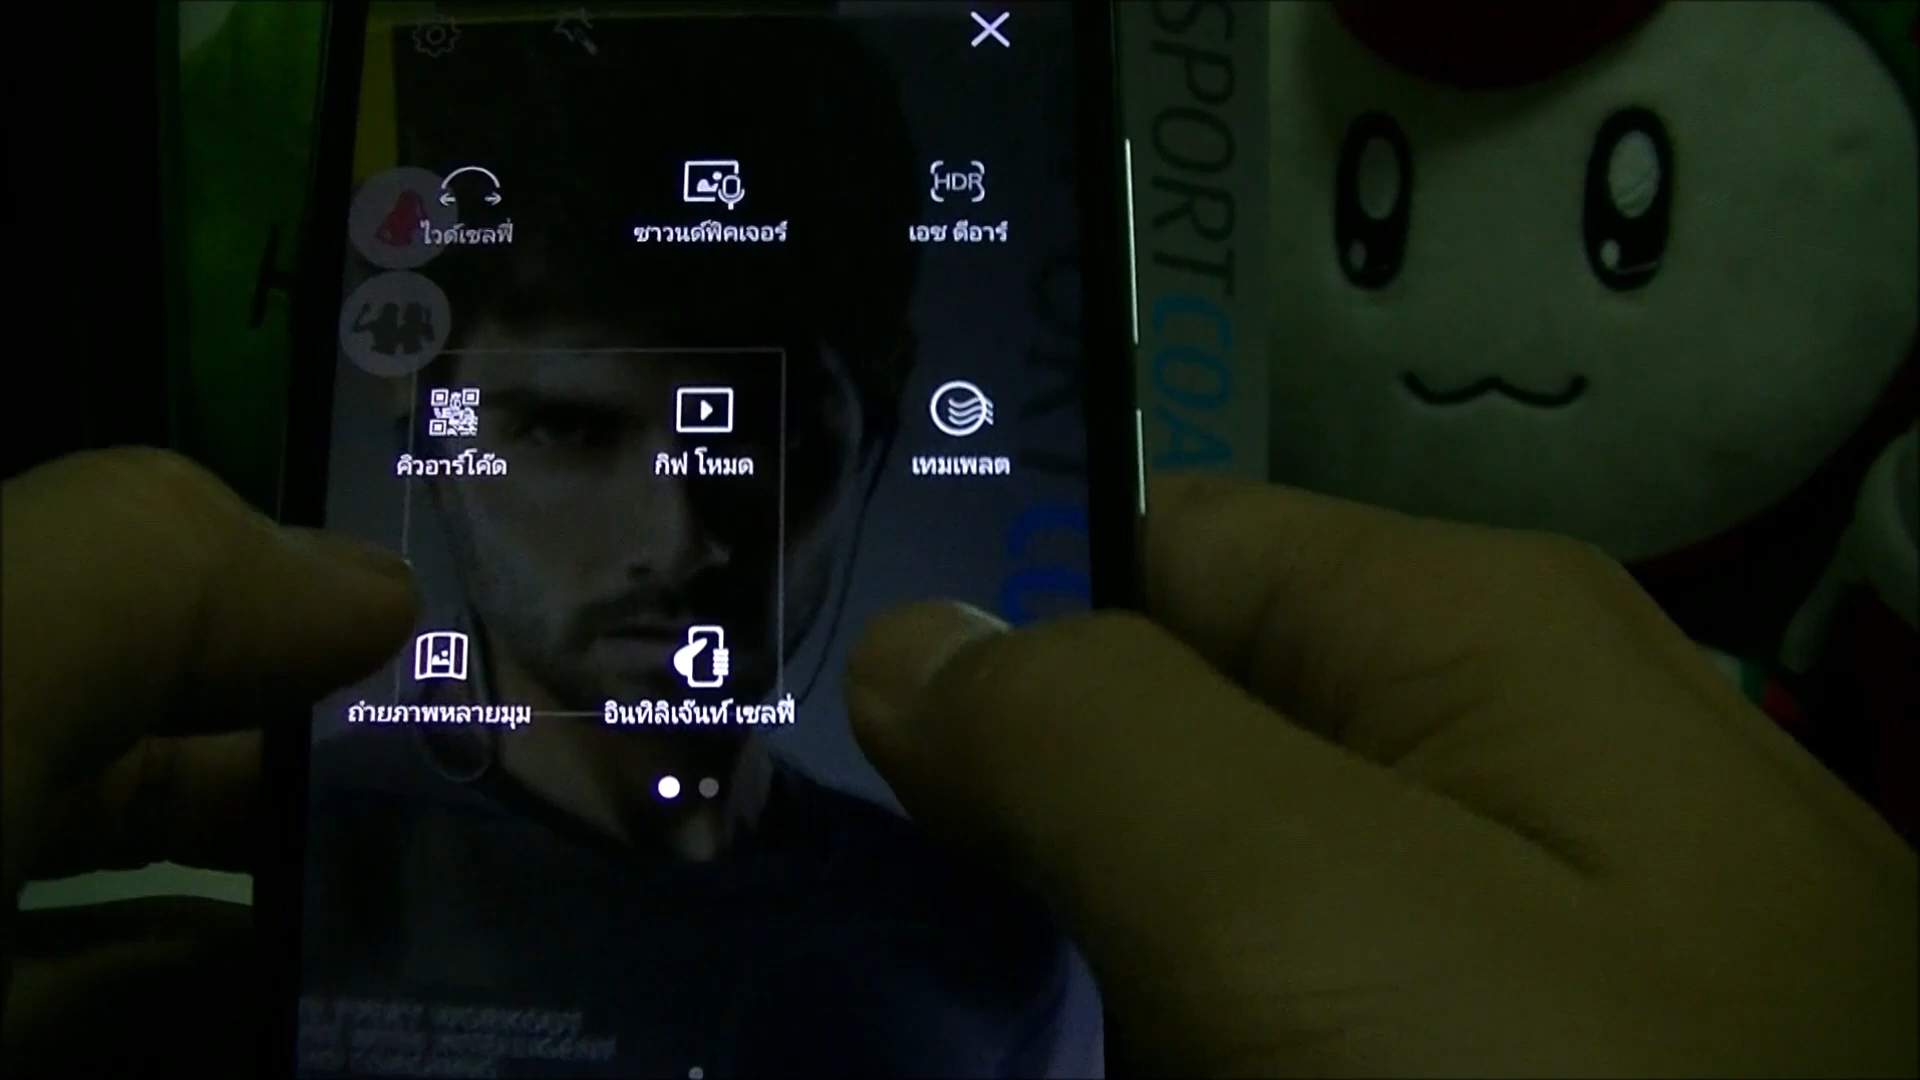 ไวด์เซลฟี่
ซาวนด์พิคเจอร์
HDR
เอช ดีอาร์
คิวอาร์โค๊ด
กิฟ โหมด
เทมเพลต
ถ่ายภาพหลายมุม
อินทิลิเจ๊นท์ เซลฟี่
SPORT
COA